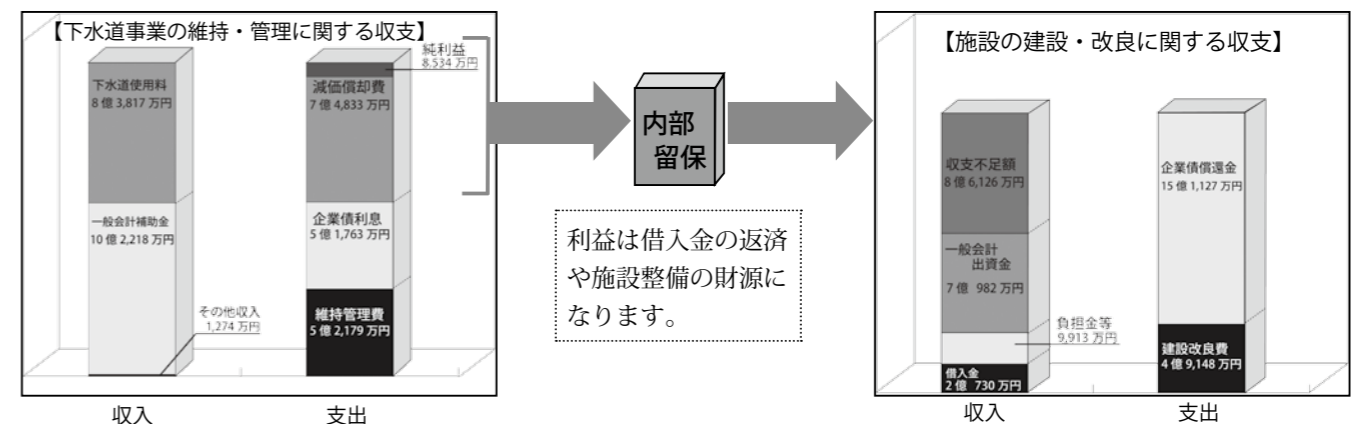 【下水道事業の維持・管理に関する収支】
下水道使用料
8 億 3,817 万円
一般会計補助金
10 億 2,218 万円
その他収入
1,274 万円
純利益
8,534 万円
減価償却費
7 億 4,833 万円
企業債利息
5 億 1,763 万円
維持管理費
5 億 2,179 万円
収入
支出
内部
留保
利益は借入金の返済
や施設整備の財源に
なります。
【施設の建設・改良に関する収支】
収支不足額
8 億 6,126 万円
一般会計
出資金
7 億 982 万円
負担金等
9,913 万円
借入金
2 億 730 万円
企業債償還金
15 億 1,127 万円
建設改良費
4 億 9,148 万円
収入
支出